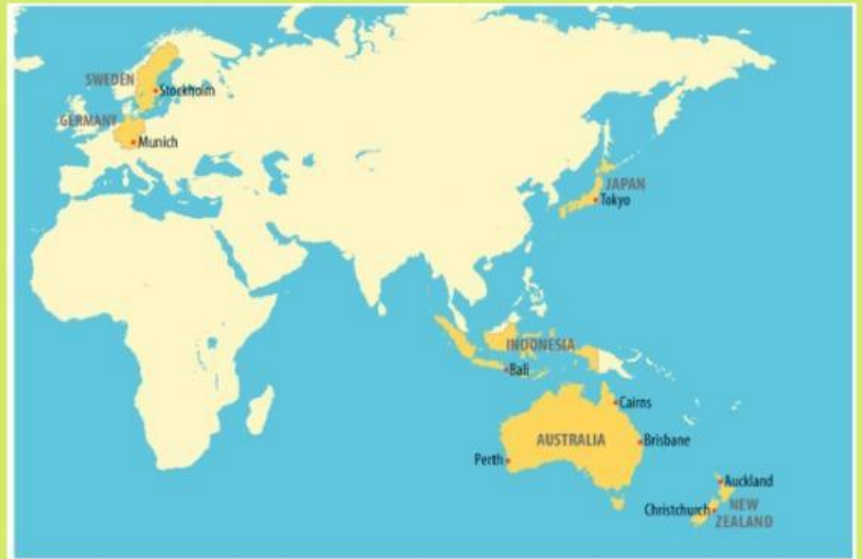 SWEDEN
Stockholm
GERMANY
Munich
JAPAN
Tokyo
INDONESIA
Bali
Cairns
AUSTRALIA
Brisbane
Perth
Auckland
Christchurch
NEW
ZEALAND